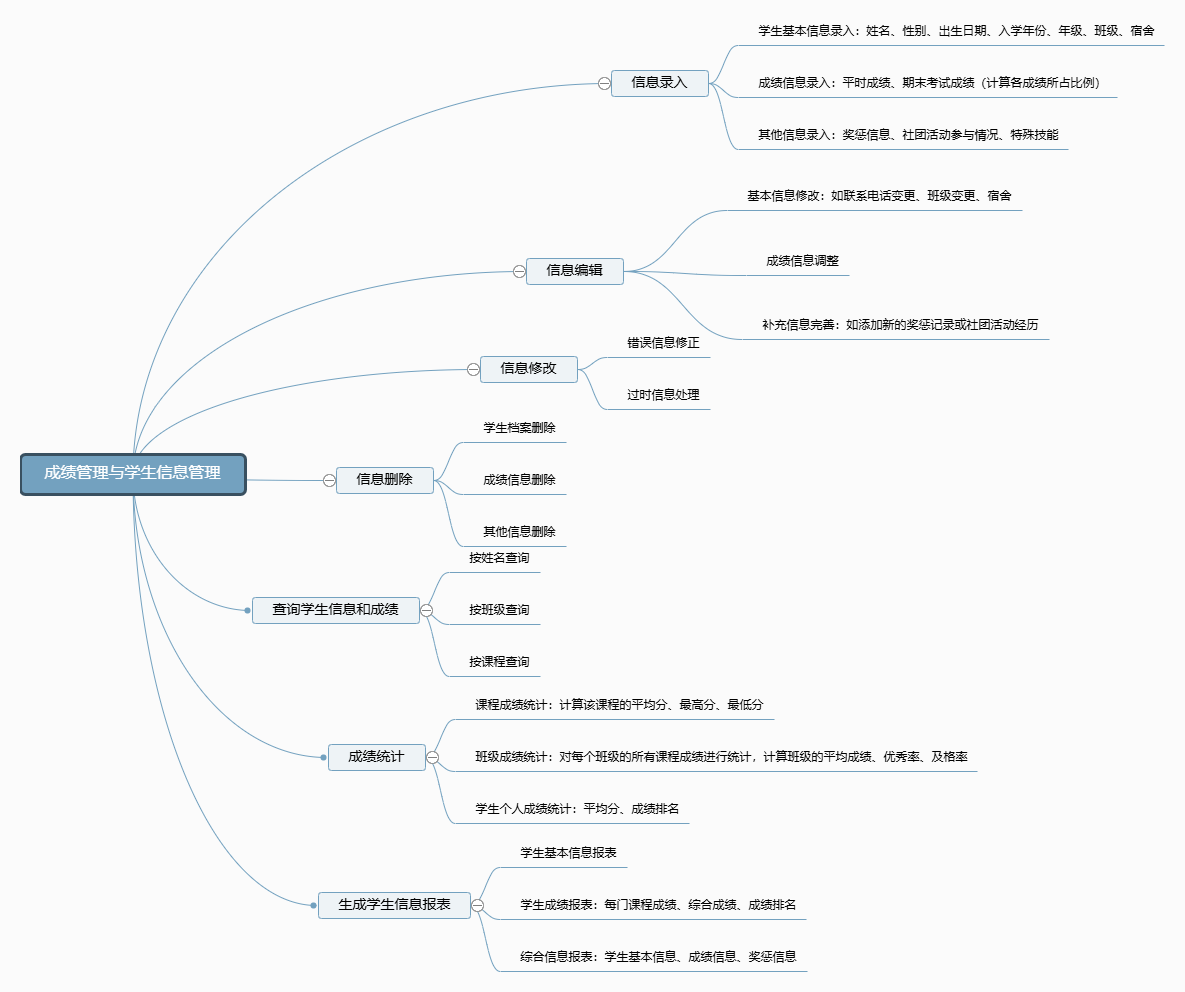 成绩管理与学生信息管理
信息录入
学生基本信息录入：姓名、性别、出生日期、入学年份、年级、班级、宿舍
成绩信息录入：平时成绩、期末考试成绩（计算各成绩所占比例）
其他信息录入：奖惩信息、社团活动参与情况、特殊技能
信息编辑
基本信息修改：如联系电话变更、班级变更、宿舍
成绩信息调整
补充信息完善：如添加新的奖惩记录或社团活动经历
信息修改
错误信息修正
过时信息处理
信息删除
学生档案删除
成绩信息删除
其他信息删除
查询学生信息和成绩
按姓名查询
按班级查询
按课程查询
成绩统计
课程成绩统计：计算该课程的平均分、最高分、最低分
班级成绩统计：对每个班级的所有课程成绩进行统计，计算班级的平均成绩、优秀率、及格率
学生个人成绩统计：平均分、成绩排名
生成学生信息报表
学生基本信息报表
学生成绩报表：每门课程成绩、综合成绩、成绩排名
综合信息报表：学生基本信息、成绩信息、奖惩信息